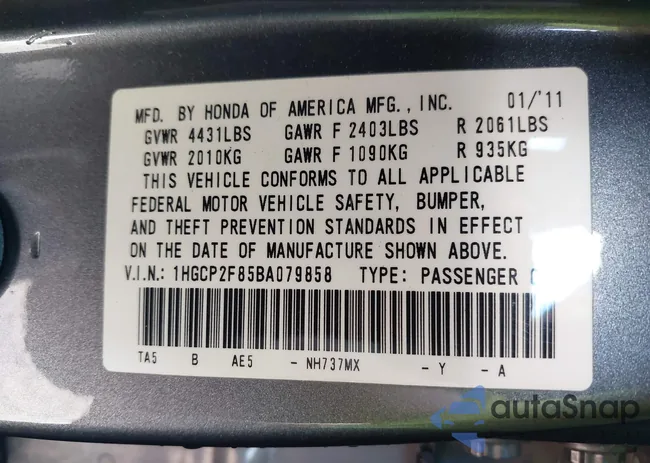 MFD. BY HONDA OF AMERICA MFG., INC. 01/'11
GVWR 4431LBS GAWR F 2403LBS R 2061LBS
GVWR 2010KG GAWR F 1090KG R 935KG
THIS VEHICLE CONFORMS TO ALL APPLICABLE
FEDERAL MOTOR VEHICLE SAFETY, BUMPER,
AND THEFT PREVENTION STANDARDS IN EFFECT
ON THE DATE OF MANUFACTURE SHOWN ABOVE.
V.I.N.: 1HGCP2F85BA079858 TYPE: PASSENGER
TA5 B AE5 - NH737MX - Y - A
autaSnap